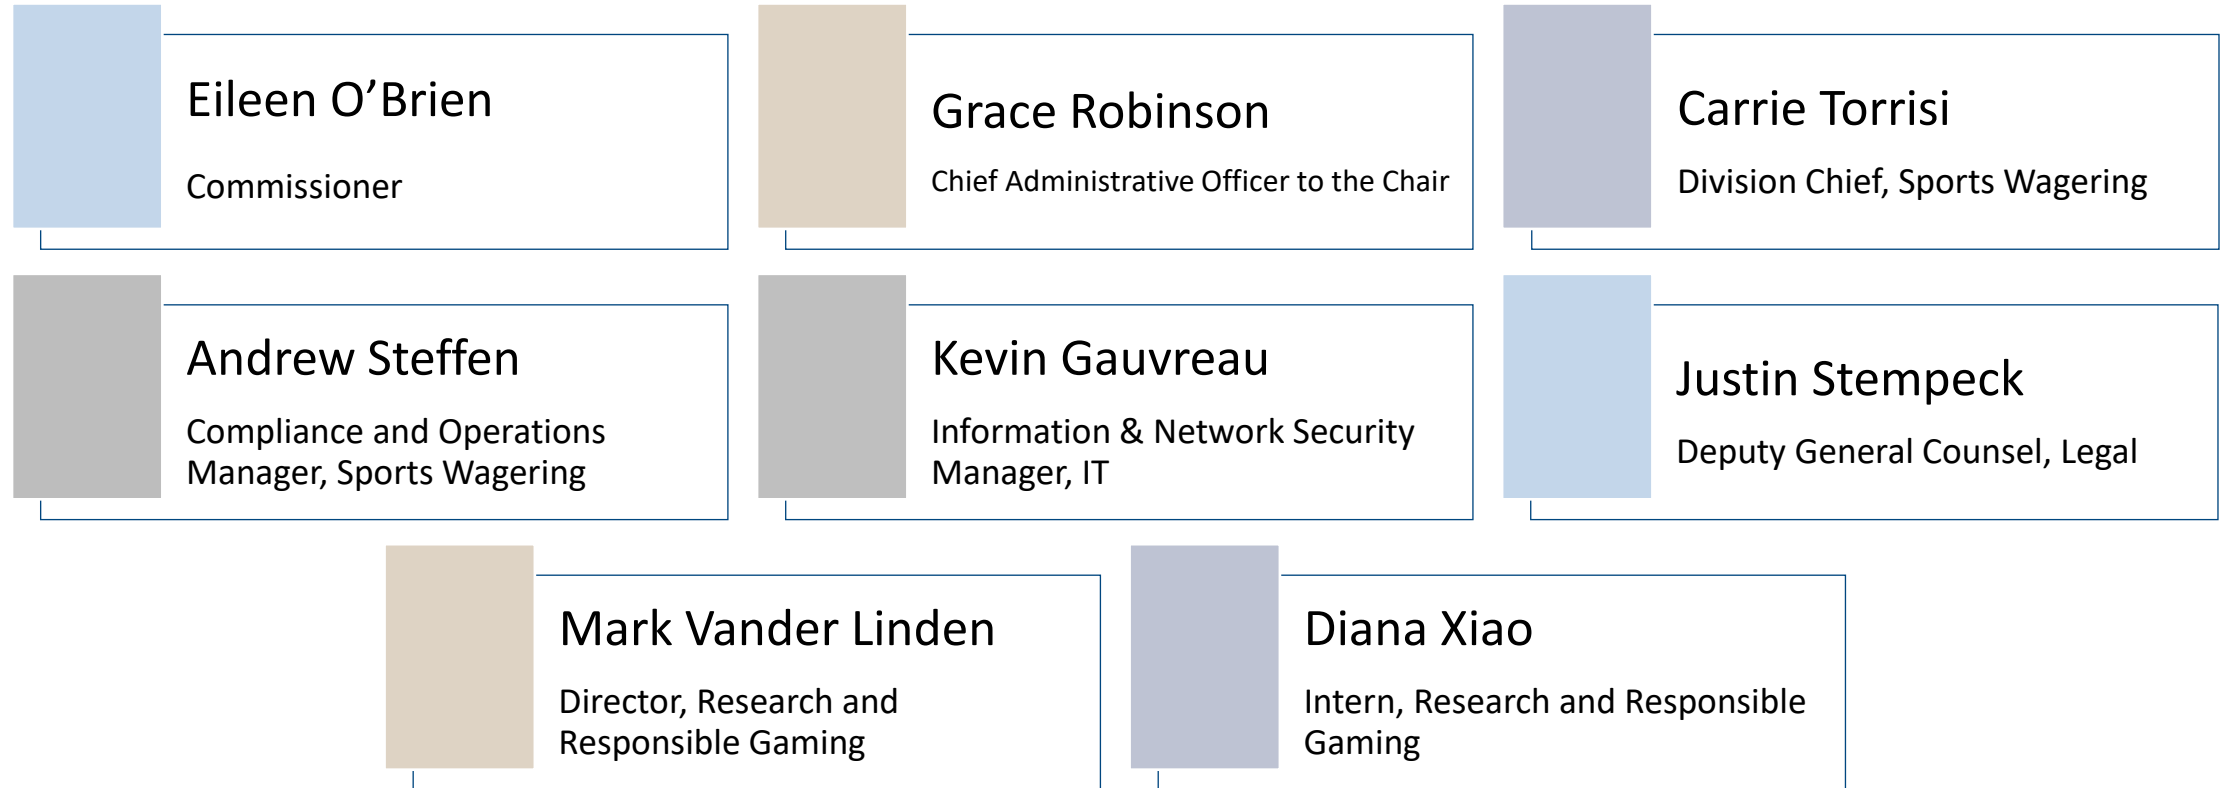 Eileen O’Brien
Commissioner
Grace Robinson
Chief Administrative Officer to the Chair
Carrie Torrisi
Division Chief, Sports Wagering
Andrew Steffen
Compliance and Operations
Manager, Sports Wagering
Kevin Gauvreau
Information & Network Security
Manager, IT
Justin Stempeck
Deputy General Counsel, Legal
Mark Vander Linden
Director, Research and
Responsible Gaming
Diana Xiao
Intern, Research and Responsible
Gaming